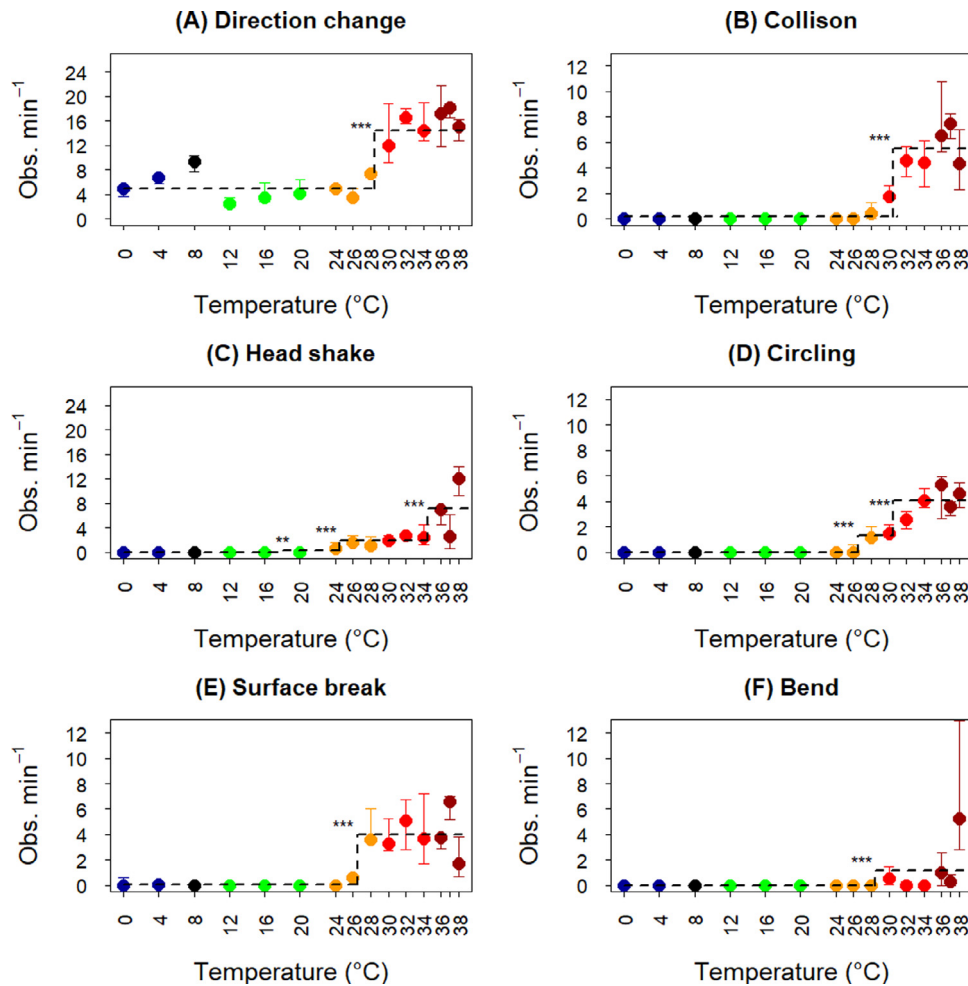 (A) Direction change
Obs. min⁻¹
24
20
16
12
8
4
0
***
0 4 8 12 16 20 24 26 28 30 32 34 36 38
Temperature (°C)
(B) Collison
Obs. min⁻¹
12
10
8
6
4
2
0
***
0 4 8 12 16 20 24 26 28 30 32 34 36 38
Temperature (°C)
(C) Head shake
Obs. min⁻¹
24
20
16
12
8
4
0
** *** ***
0 4 8 12 16 20 24 26 28 30 32 34 36 38
Temperature (°C)
(D) Circling
Obs. min⁻¹
12
10
8
6
4
2
0
*** ***
0 4 8 12 16 20 24 26 28 30 32 34 36 38
Temperature (°C)
(E) Surface break
Obs. min⁻¹
12
10
8
6
4
2
0
***
0 4 8 12 16 20 24 26 28 30 32 34 36 38
Temperature (°C)
(F) Bend
Obs. min⁻¹
12
10
8
6
4
2
0
***
0 4 8 12 16 20 24 26 28 30 32 34 36 38
Temperature (°C)